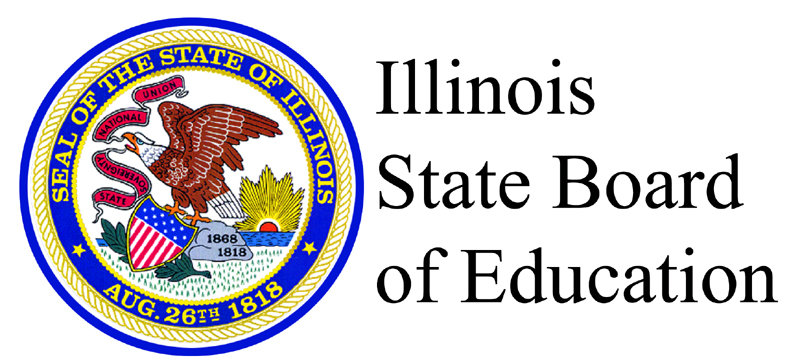 SEAL OF THE STATE OF ILLINOIS
AUG. 26TH 1818
STATE
SOVEREIGNTY
NATIONAL
UNION
1868
1818
Illinois
State Board
of Education